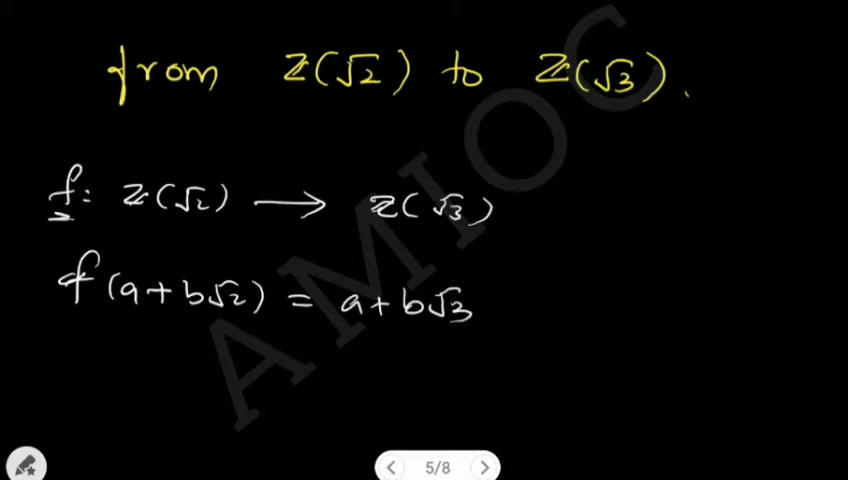 from ℤ(√2) to ℤ(√3).
f: ℤ(√2) ⟶ ℤ(√3)
f(a+b√2) = a+b√3
AMIOC
5/8